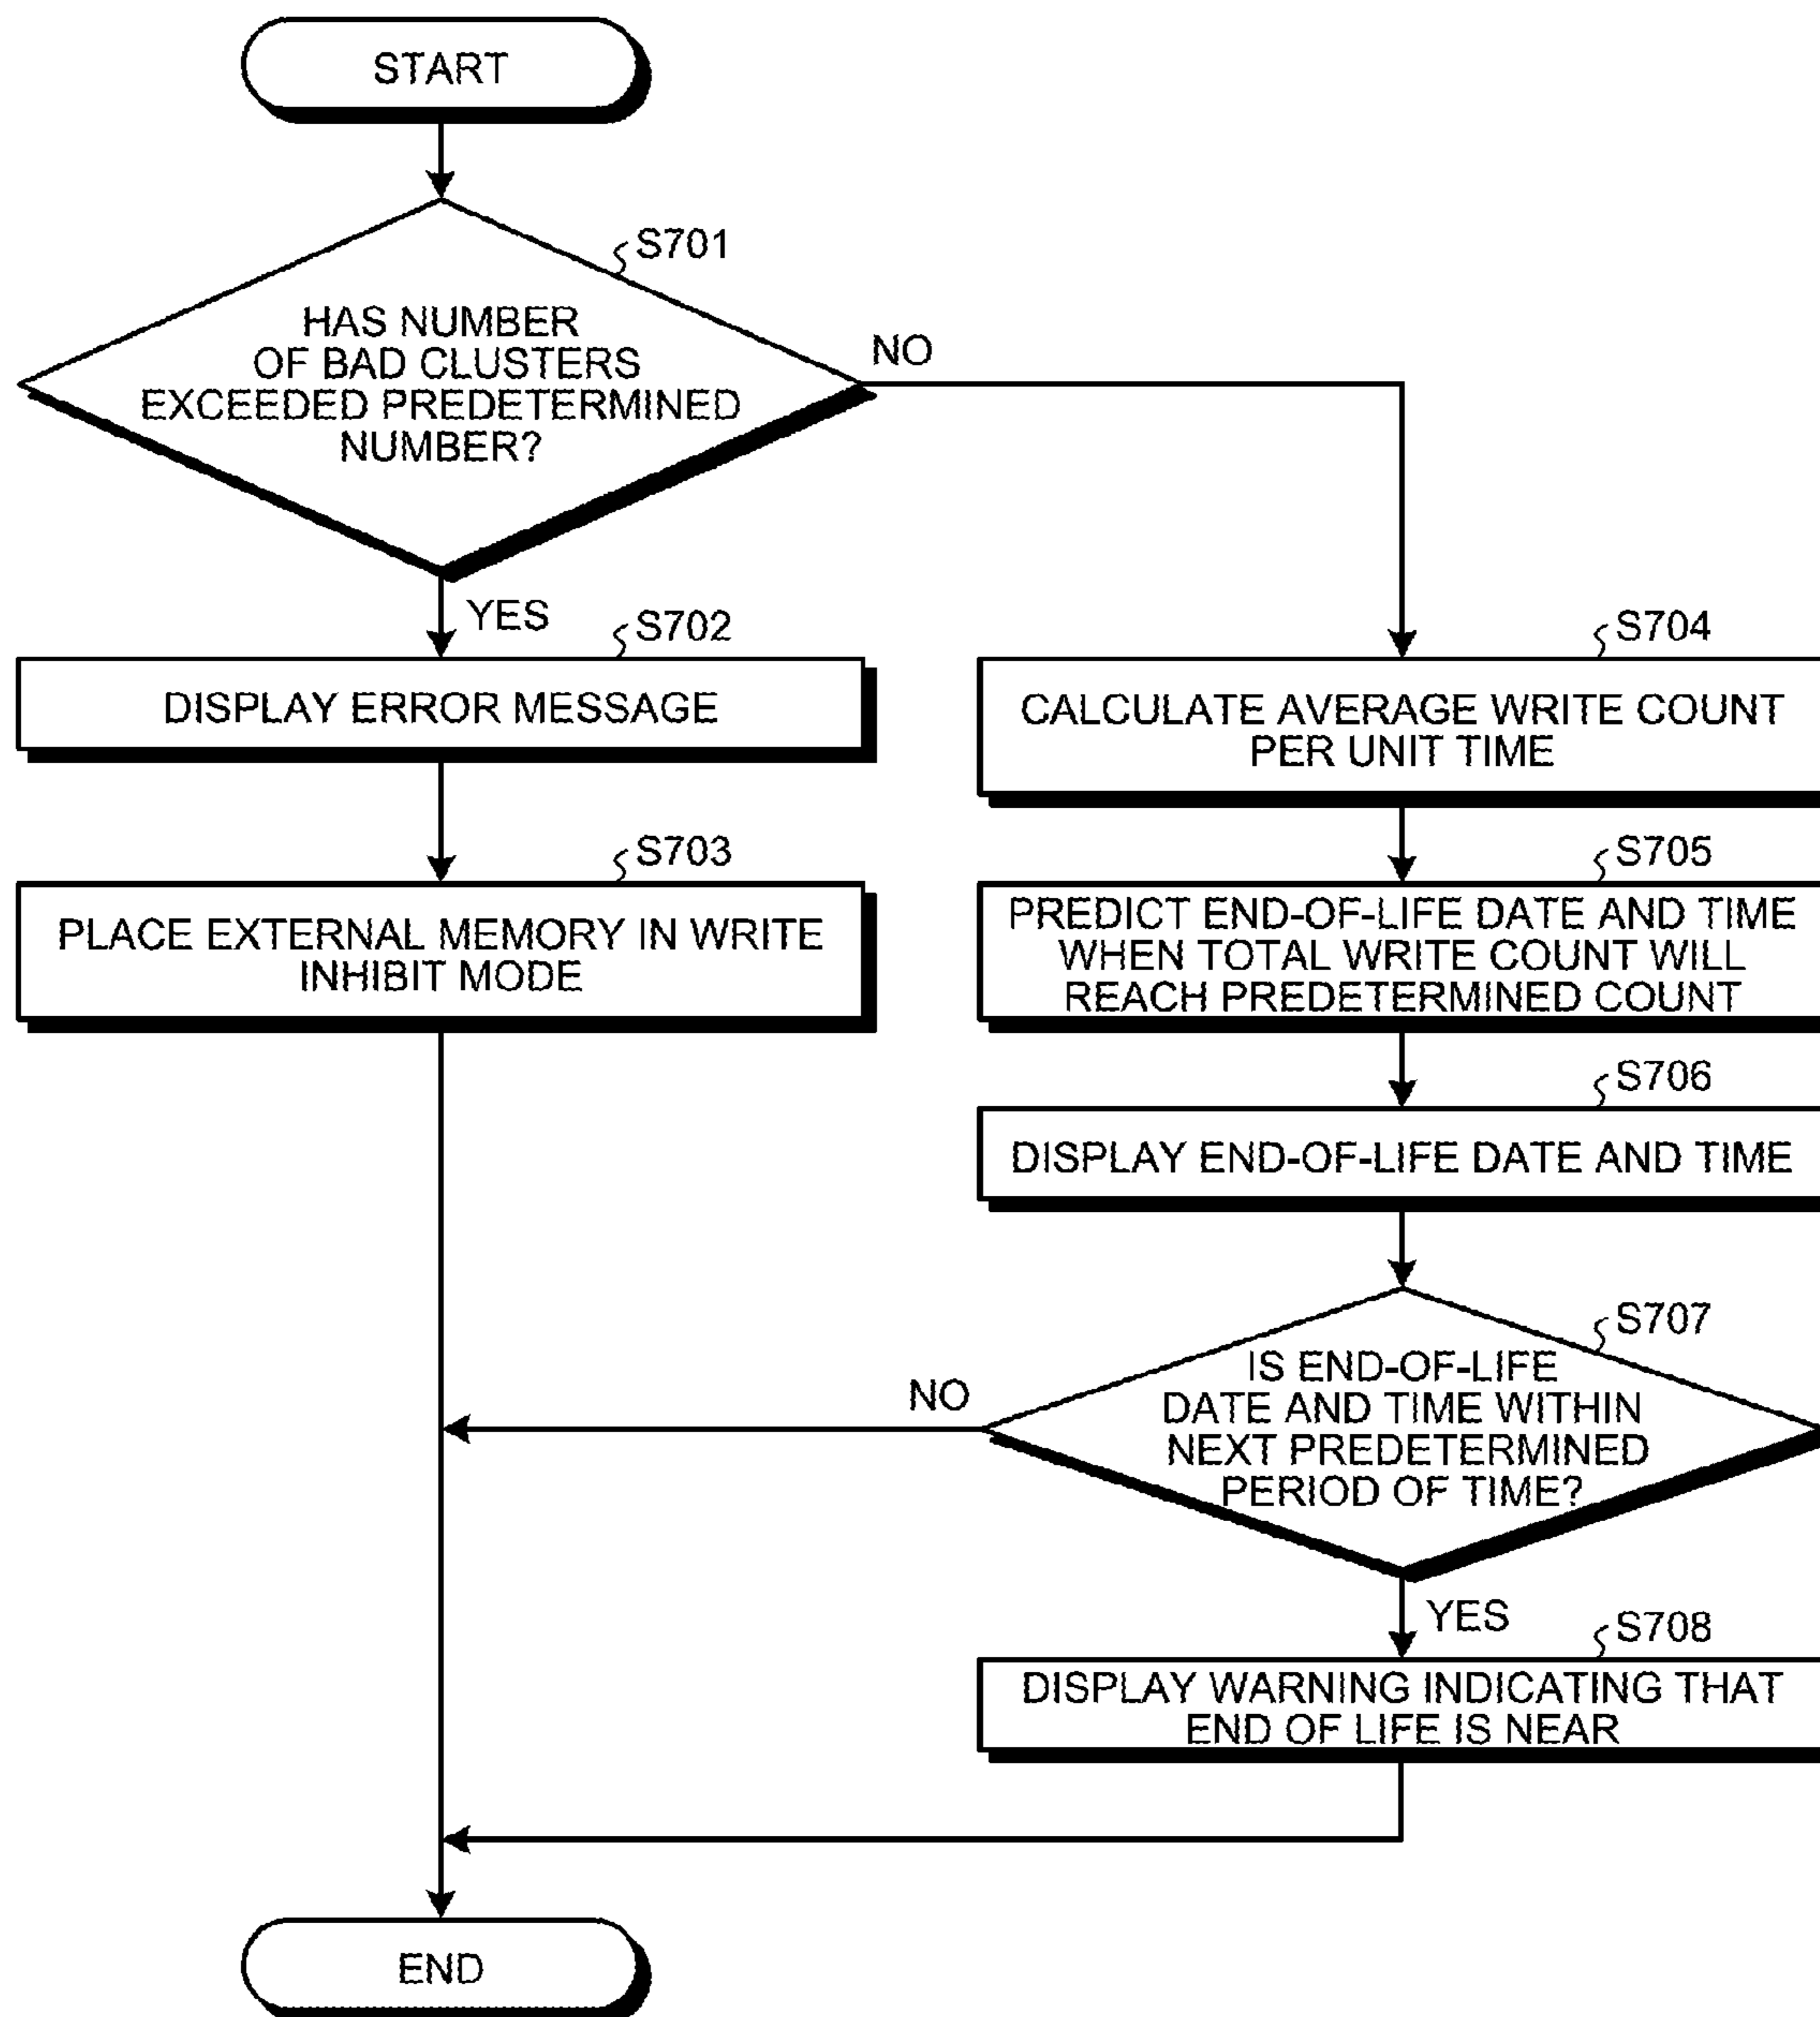 START
S701
HAS NUMBER
OF BAD CLUSTERS
EXCEEDED PREDETERMINED
NUMBER?
NO
YES
S702
DISPLAY ERROR MESSAGE
S703
PLACE EXTERNAL MEMORY IN WRITE
INHIBIT MODE
S704
CALCULATE AVERAGE WRITE COUNT
PER UNIT TIME
S705
PREDICT END-OF-LIFE DATE AND TIME
WHEN TOTAL WRITE COUNT WILL
REACH PREDETERMINED COUNT
S706
DISPLAY END-OF-LIFE DATE AND TIME
S707
IS END-OF-LIFE
DATE AND TIME WITHIN
NEXT PREDETERMINED
PERIOD OF TIME?
NO
YES
S708
DISPLAY WARNING INDICATING THAT
END OF LIFE IS NEAR
END